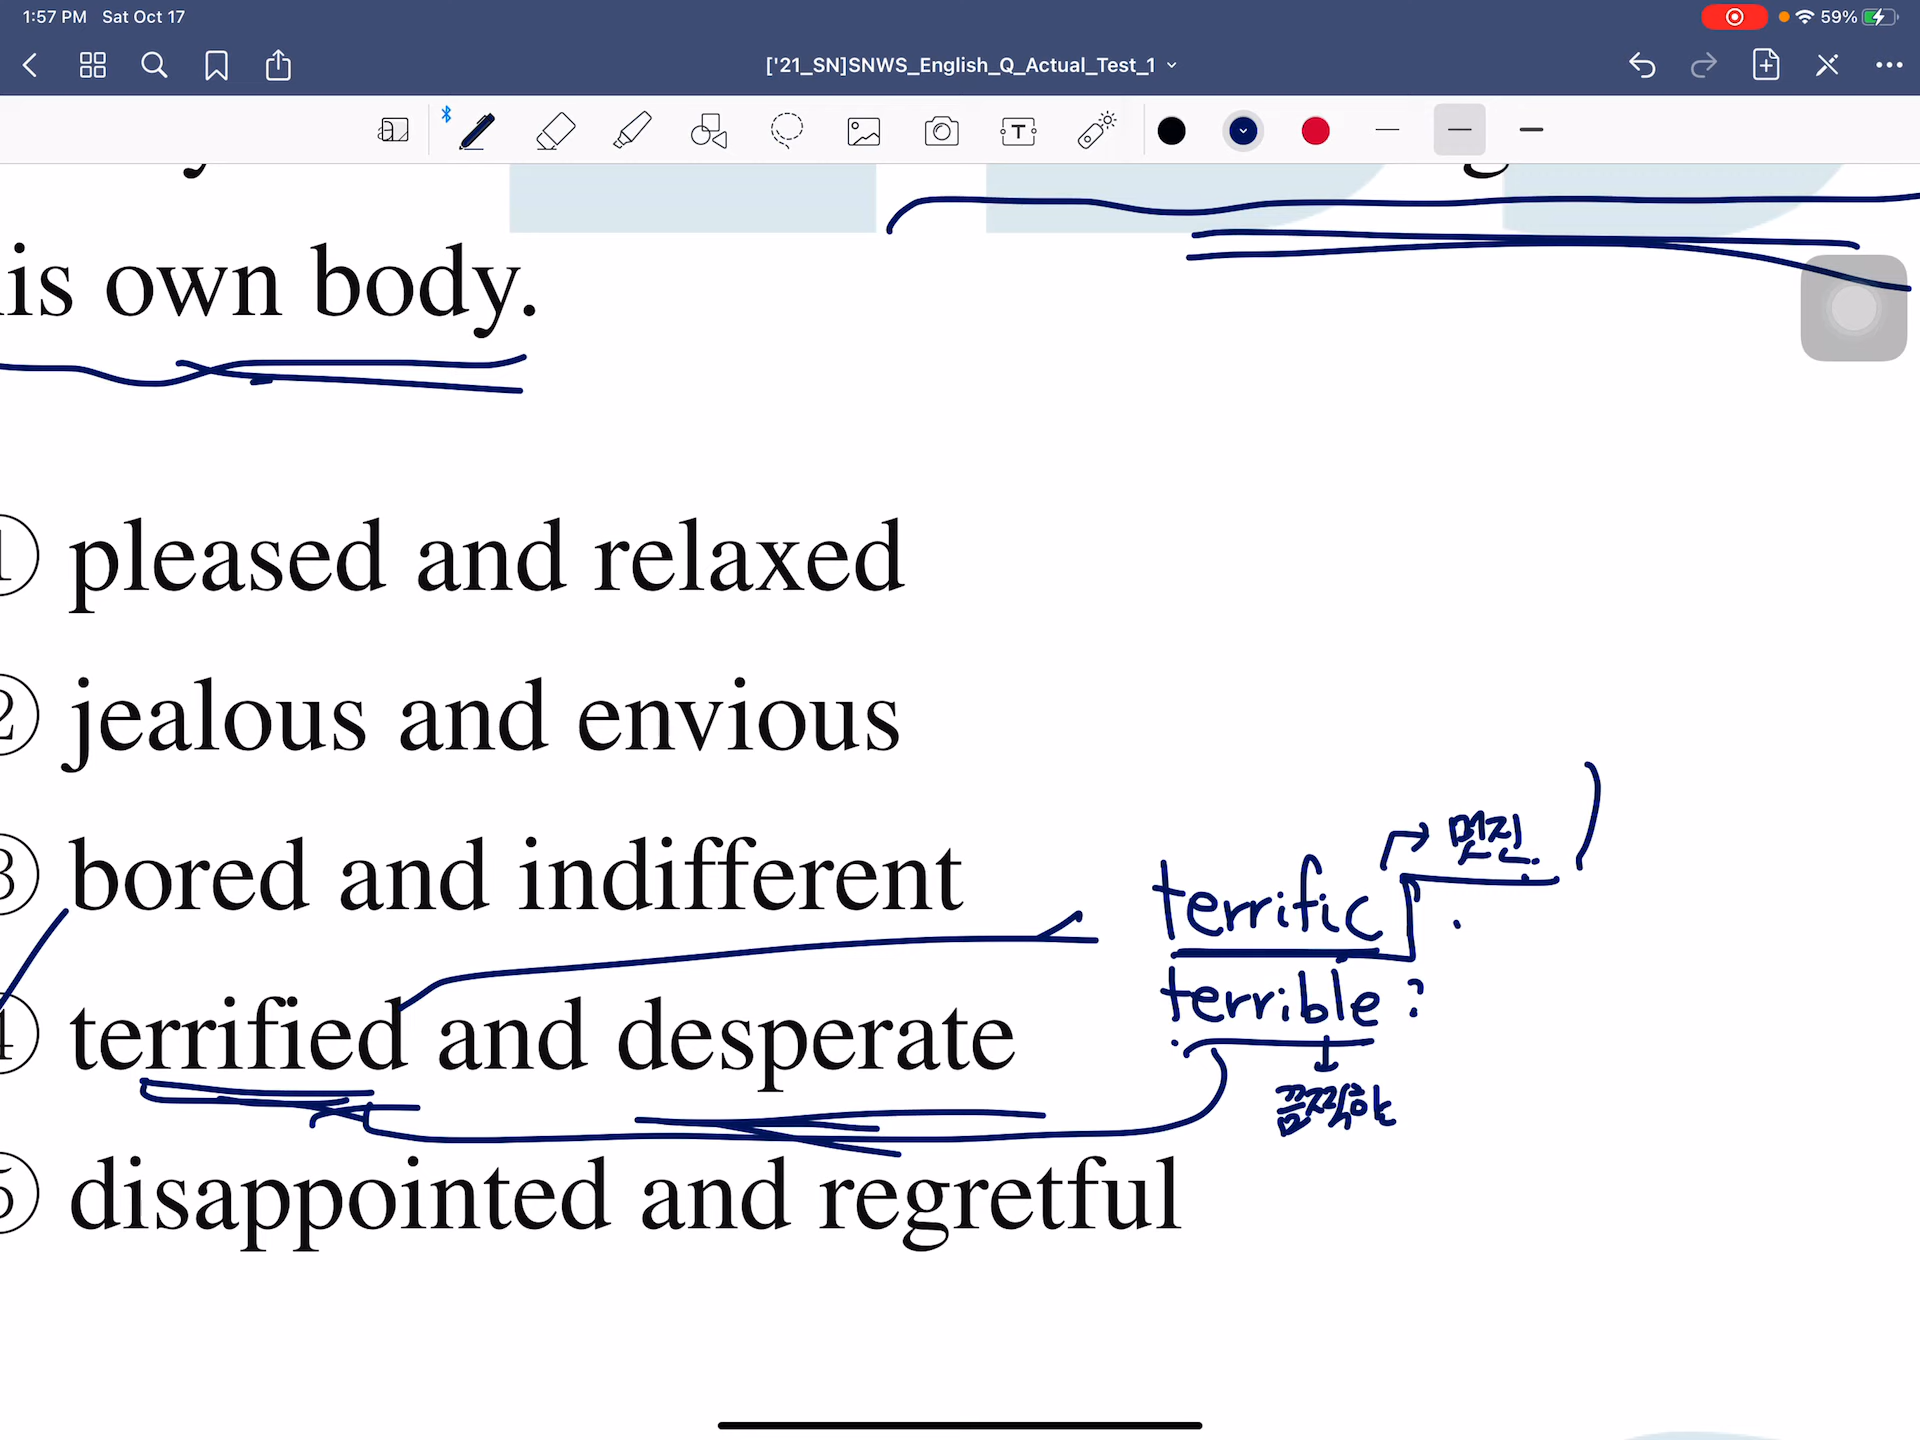 1:57 PM Sat Oct 17
59%
['21_SN]SNWS_English_Q_Actual_Test_1
T
is own body.
① pleased and relaxed
② jealous and envious
③ bored and indifferent
④ terrified and desperate
⑤ disappointed and regretful
멋진.
terrific
terrible?
끔찍한